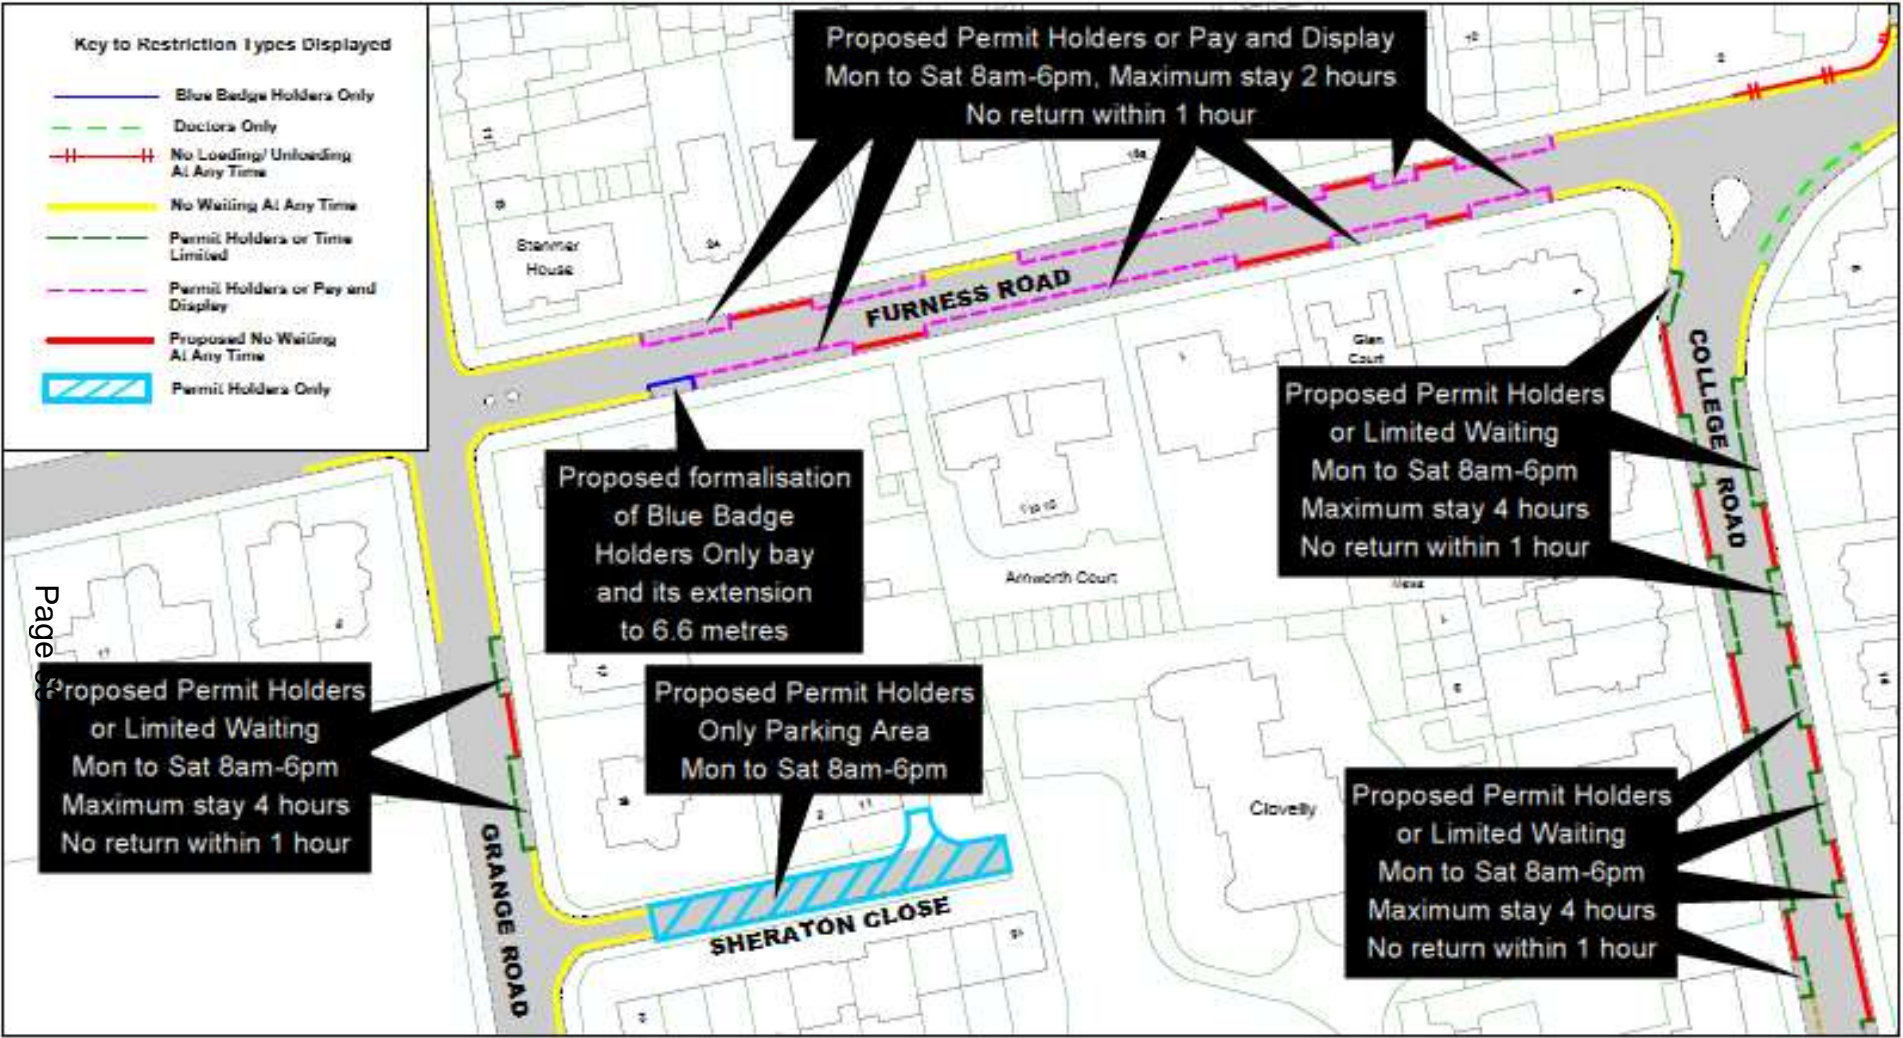 Key to Restriction Types Displayed
Blue Badge Holders Only
Doctors Only
No Loading/ Unloading
At Any Time
No Waiting At Any Time
Permit Holders or Time
Limited
Permit Holders or Pay and
Display
Proposed No Waiting
At Any Time
Permit Holders Only
Proposed Permit Holders or Pay and Display
Mon to Sat 8am-6pm, Maximum stay 2 hours
No return within 1 hour
Stanmer
House
FURNESS ROAD
Glen
Court
COLLEGE ROAD
Proposed Permit Holders
or Limited Waiting
Mon to Sat 8am-6pm
Maximum stay 4 hours
No return within 1 hour
Proposed formalisation
of Blue Badge
Holders Only bay
and its extension
to 6.6 metres
Arnworth Court
Page
Proposed Permit Holders
or Limited Waiting
Mon to Sat 8am-6pm
Maximum stay 4 hours
No return within 1 hour
Proposed Permit Holders
Only Parking Area
Mon to Sat 8am-6pm
11
Clovelly
Proposed Permit Holders
or Limited Waiting
Mon to Sat 8am-6pm
Maximum stay 4 hours
No return within 1 hour
GRANGE ROAD
SHERATON CLOSE